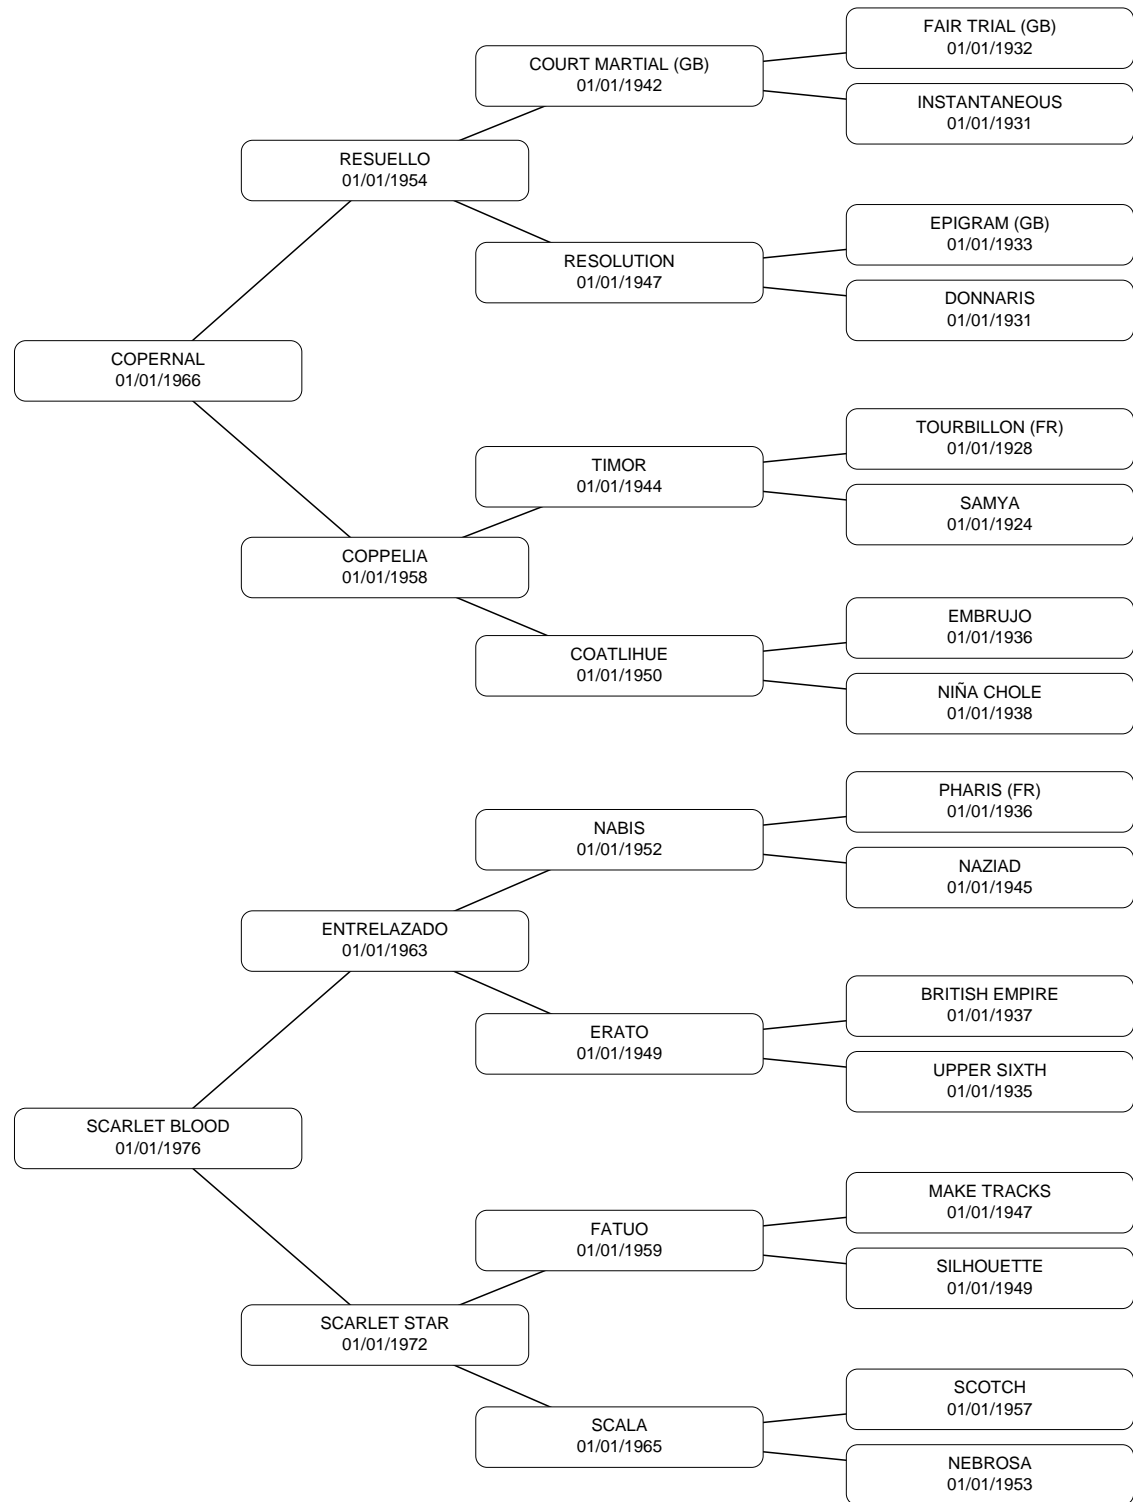 FAIR TRIAL (GB)
01/01/1932
COURT MARTIAL (GB)
01/01/1942
INSTANTANEOUS
01/01/1931
RESUELLO
01/01/1954
EPIGRAM (GB)
01/01/1933
RESOLUTION
01/01/1947
DONNARIS
01/01/1931
COPERNAL
01/01/1966
TOURBILLON (FR)
01/01/1928
TIMOR
01/01/1944
SAMYA
01/01/1924
COPPELIA
01/01/1958
EMBRUJO
01/01/1936
COATLIHUE
01/01/1950
NIÑA CHOLE
01/01/1938
PHARIS (FR)
01/01/1936
NABIS
01/01/1952
NAZIAD
01/01/1945
ENTRELAZADO
01/01/1963
BRITISH EMPIRE
01/01/1937
ERATO
01/01/1949
UPPER SIXTH
01/01/1935
SCARLET BLOOD
01/01/1976
MAKE TRACKS
01/01/1947
FATUO
01/01/1959
SILHOUETTE
01/01/1949
SCARLET STAR
01/01/1972
SCOTCH
01/01/1957
SCALA
01/01/1965
NEBROSA
01/01/1953